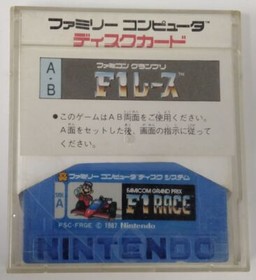 ファミリー コンピュータ™
ディスクカード
A・B
ファミコン グランプリ
F1レース
●このゲームはAB両面をご使用ください。
A面をセットした後、画面の指示に従って
ください。
ファミリー コンピュータ ディスク システム
A
FAMICOM GRAND PRIX
F1 RACE
FSC-FRGE © 1987 Nintendo
NINTENDO